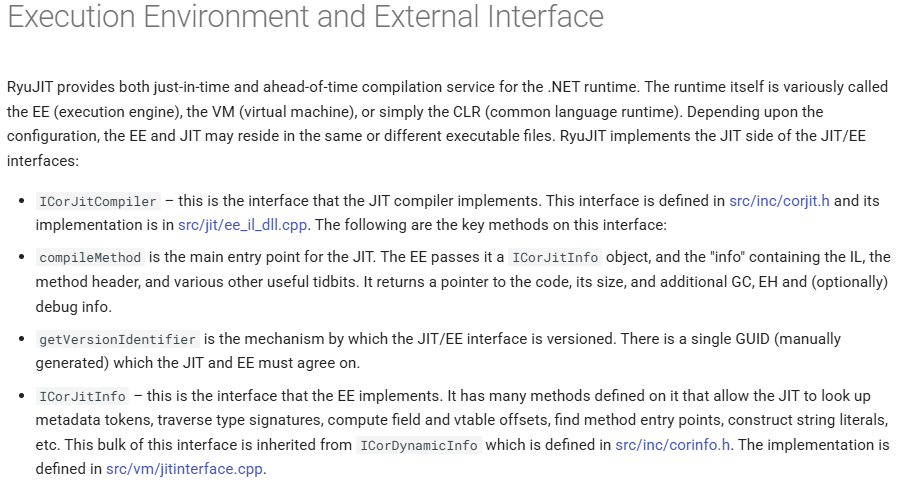 Execution Environment and External Interface
RyuJIT provides both just-in-time and ahead-of-time compilation service for the .NET runtime. The runtime itself is variously called
the EE (execution engine), the VM (virtual machine), or simply the CLR (common language runtime). Depending upon the
configuration, the EE and JIT may reside in the same or different executable files. RyuJIT implements the JIT side of the JIT/EE
interfaces:
• ICorJitCompiler – this is the interface that the JIT compiler implements. This interface is defined in src/inc/corjit.h and its
implementation is in src/jit/ee_il_dll.cpp. The following are the key methods on this interface:
• compileMethod is the main entry point for the JIT. The EE passes it a ICorJitInfo object, and the "info" containing the IL, the
method header, and various other useful tidbits. It returns a pointer to the code, its size, and additional GC, EH and (optionally)
debug info.
• getVersionIdentifier is the mechanism by which the JIT/EE interface is versioned. There is a single GUID (manually
generated) which the JIT and EE must agree on.
• ICorJitInfo – this is the interface that the EE implements. It has many methods defined on it that allow the JIT to look up
metadata tokens, traverse type signatures, compute field and vtable offsets, find method entry points, construct string literals,
etc. This bulk of this interface is inherited from ICorDynamicInfo which is defined in src/inc/corinfo.h. The implementation is
defined in src/vm/jitinterface.cpp.